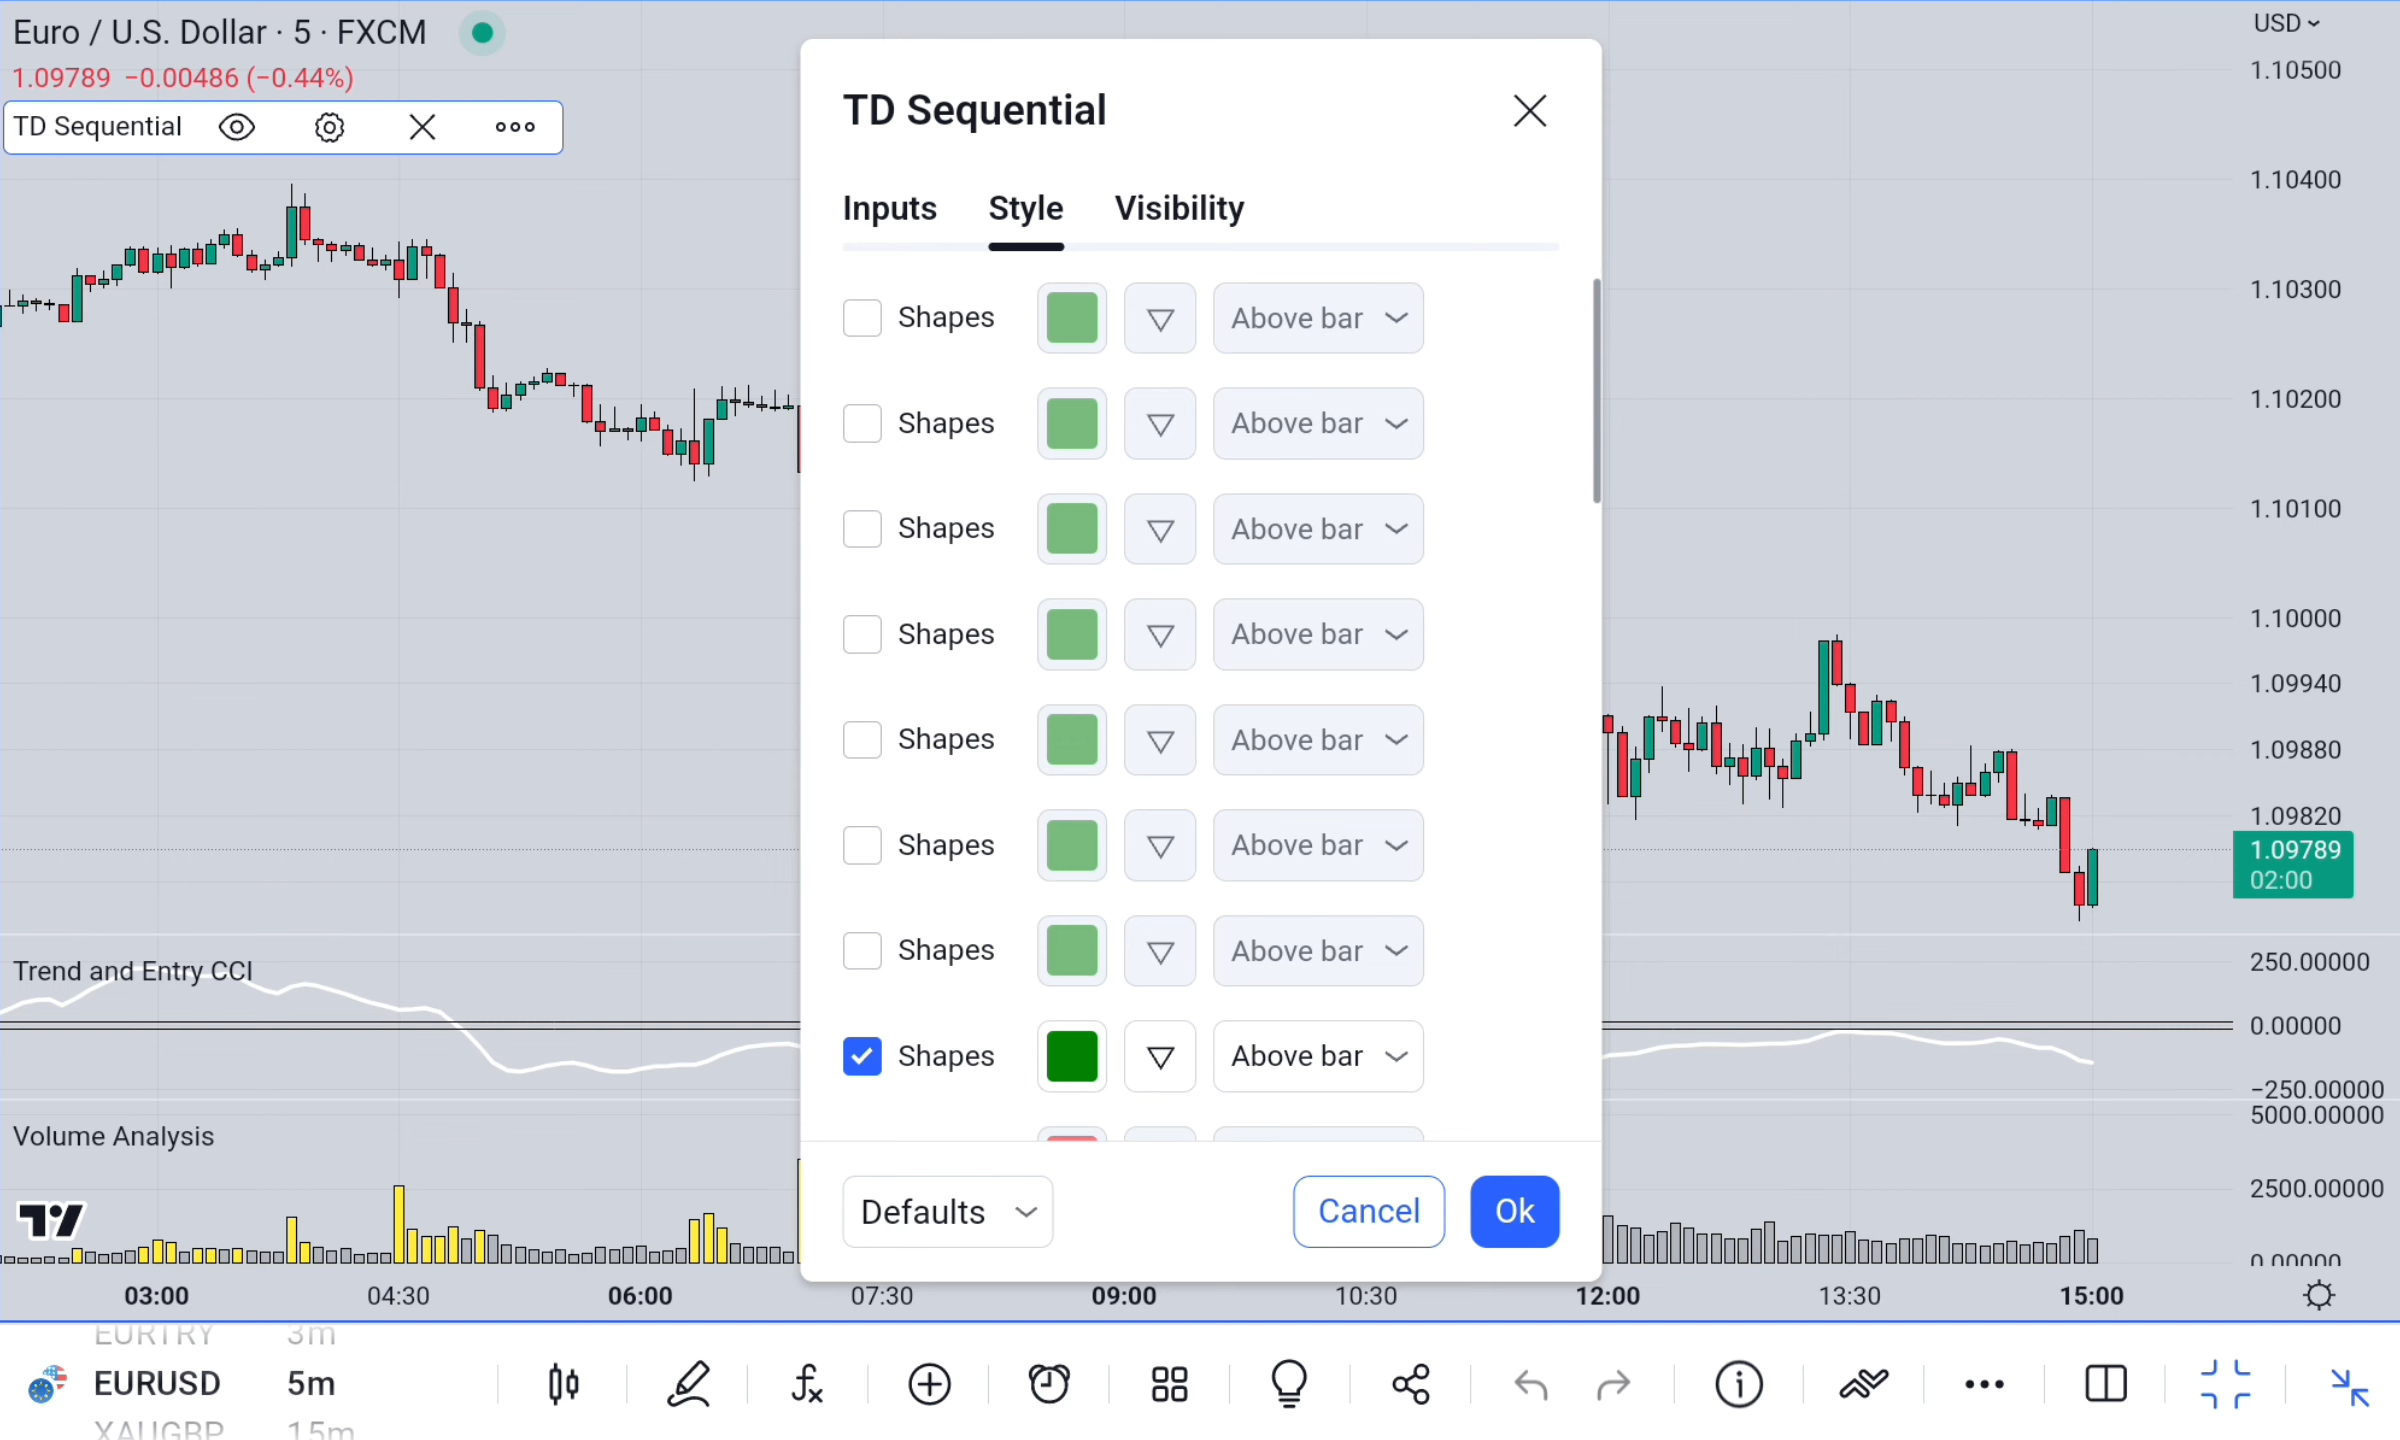 Euro / U.S. Dollar · 5 · FXCM
1.09789 −0.00486 (−0.44%)
TD Sequential
USD
1.10500
1.10400
1.10300
1.10200
1.10100
1.10000
1.09940
1.09880
1.09820
1.09789
02:00
TD Sequential
Inputs Style Visibility
Shapes Above bar
Shapes Above bar
Shapes Above bar
Shapes Above bar
Shapes Above bar
Shapes Above bar
Shapes Above bar
Shapes Above bar
Defaults Cancel Ok
Trend and Entry CCI
250.00000
0.00000
−250.00000
Volume Analysis
5000.00000
2500.00000
0.00000
03:00 04:30 06:00 07:30 09:00 10:30 12:00 13:30 15:00
EURTRY 3m
EURUSD 5m
XAUGBP 15m